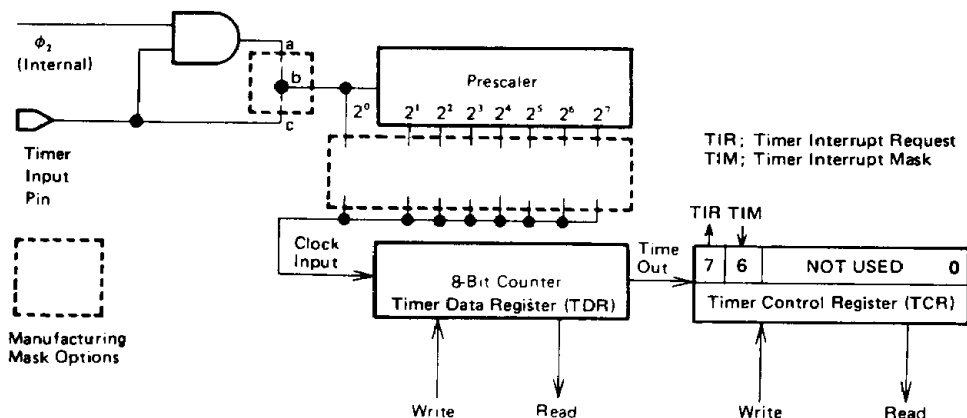 φ₂
(Internal)
a
b
c
Timer
Input
Pin
Prescaler
2⁰ 2¹ 2² 2³ 2⁴ 2⁵ 2⁶ 2⁷
TIR; Timer Interrupt Request
TIM; Timer Interrupt Mask
TIR TIM
Clock
Input
8-Bit Counter
Timer Data Register (TDR)
Time
Out
7 6 NOT USED 0
Timer Control Register (TCR)
Manufacturing
Mask Options
Write Read Write Read